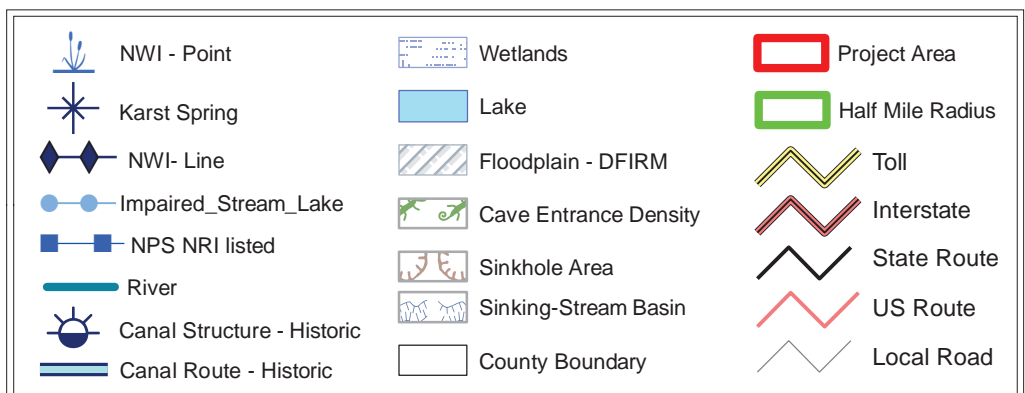 NWI - Point
Karst Spring
NWI- Line
Impaired_Stream_Lake
NPS NRI listed
River
Canal Structure - Historic
Canal Route - Historic
Wetlands
Lake
Floodplain - DFIRM
Cave Entrance Density
Sinkhole Area
Sinking-Stream Basin
County Boundary
Project Area
Half Mile Radius
Toll
Interstate
State Route
US Route
Local Road